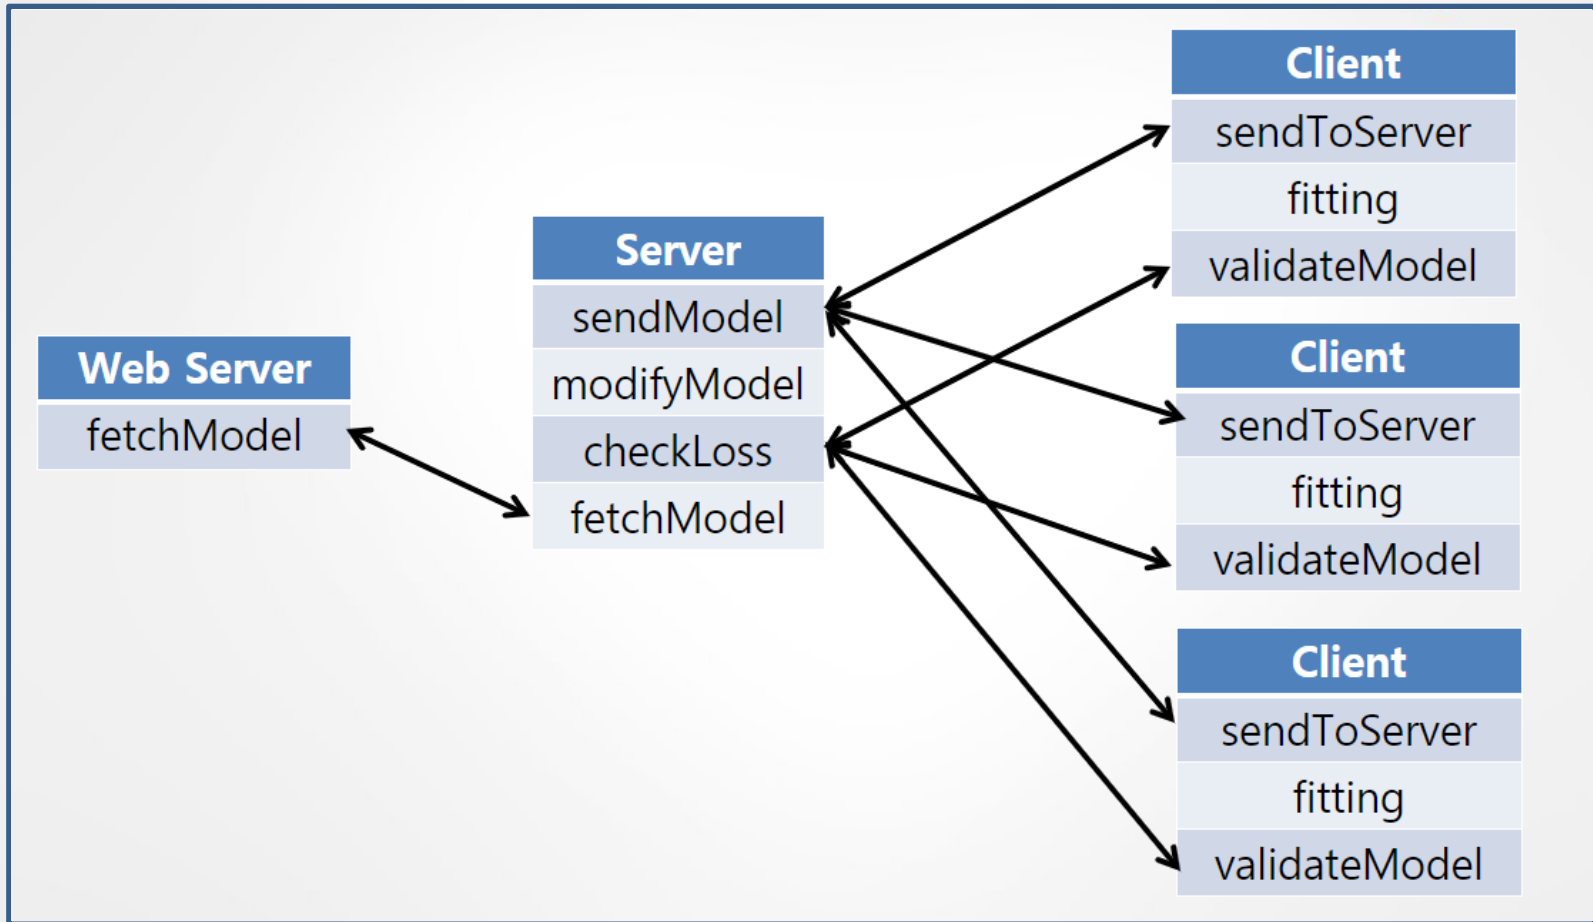 Web Server
fetchModel
Server
sendModel
modifyModel
checkLoss
fetchModel
Client
sendToServer
fitting
validateModel
Client
sendToServer
fitting
validateModel
Client
sendToServer
fitting
validateModel